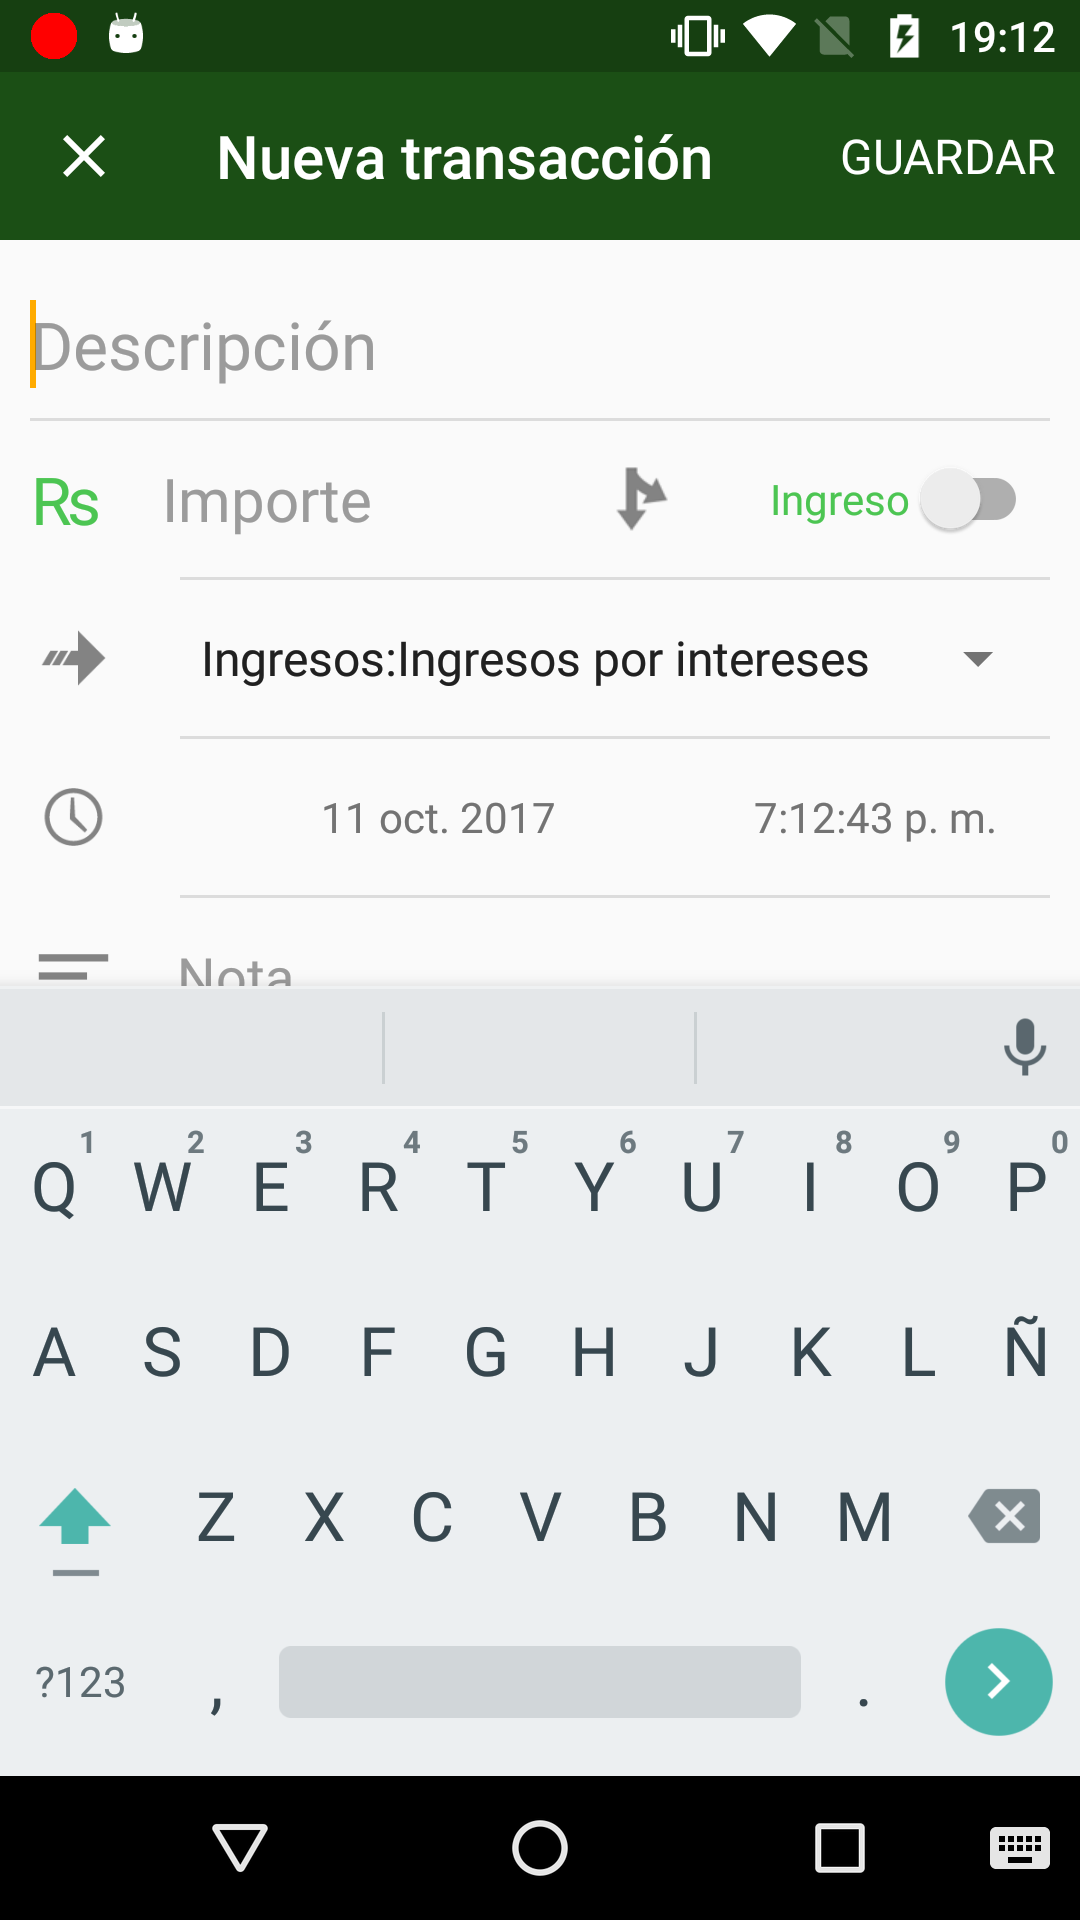 19:12
Nueva transacción GUARDAR
Descripción
Rs Importe Ingreso
Ingresos:Ingresos por intereses
11 oct. 2017 7:12:43 p. m.
Nota
1 2 3 4 5 6 7 8 9 0
Q W E R T Y U I O P
A S D F G H J K L Ñ
Z X C V B N M
?123 , .